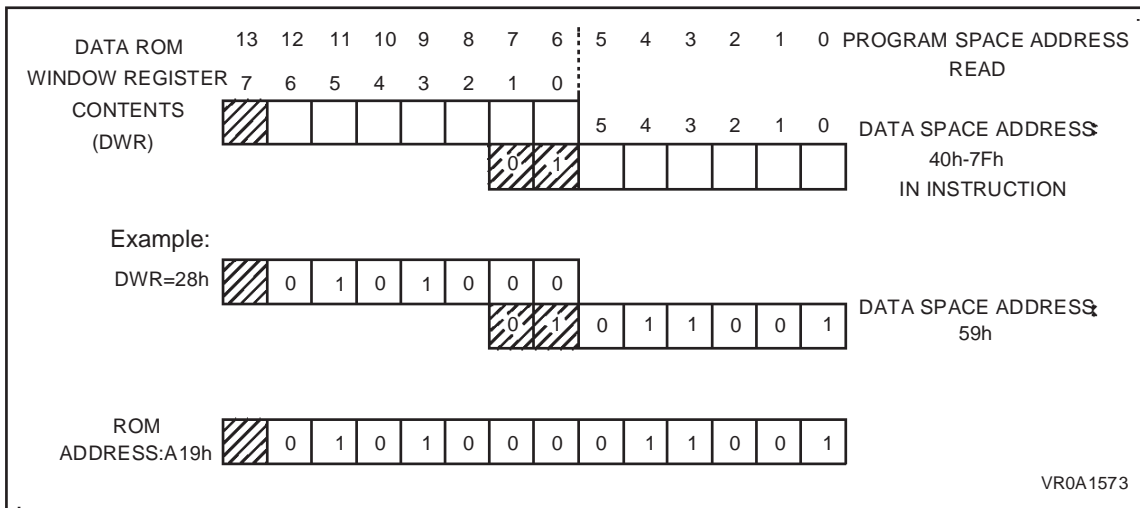 DATA ROM 13 12 11 10 9 8 7 6 5 4 3 2 1 0 PROGRAM SPACE ADDRESS
READ
WINDOW REGISTER 7 6 5 4 3 2 1 0
CONTENTS
(DWR)
5 4 3 2 1 0 DATA SPACE ADDRESS:
40h-7Fh
0 1
IN INSTRUCTION
Example:
DWR=28h 0 1 0 1 0 0 0
DATA SPACE ADDRESS:
59h
0 1 0 1 1 0 0 1
ROM
ADDRESS:A19h 0 1 0 1 0 0 0 0 1 1 0 0 1
VR0A1573